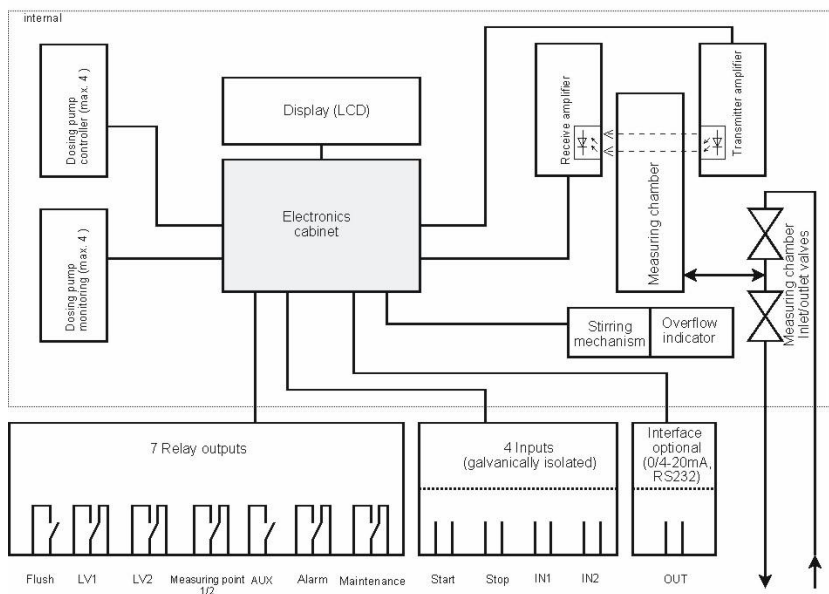 internal
Dosing pump
controller (max. 4 )
Display (LCD)
Receive amplifier
Transmitter amplifier
Measuring chamber
Electronics
cabinet
Dosing pump
monitoring (max. 4 )
Measuring chamber
Inlet/outlet valves
Stirring
mechanism
Overflow
indicator
7 Relay outputs
4 Inputs
(galvanically isolated)
Interface
optional
(0/4-20mA,
RS232)
Flush
LV1
LV2
Measuring point
1/2
AUX
Alarm
Maintenance
Start
Stop
IN1
IN2
OUT